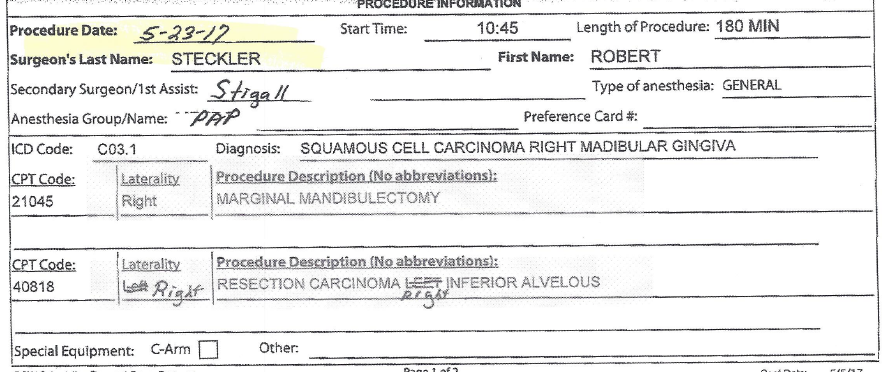 PROCEDURE INFORMATION
Procedure Date: 5-23-17 Start Time: 10:45 Length of Procedure: 180 MIN
Surgeon's Last Name: STECKLER First Name: ROBERT
Secondary Surgeon/1st Assist: Stigall Type of anesthesia: GENERAL
Anesthesia Group/Name: PAP Preference Card #:
ICD Code: C03.1 Diagnosis: SQUAMOUS CELL CARCINOMA RIGHT MADIBULAR GINGIVA
CPT Code: Laterality Procedure Description (No abbreviations):
21045 Right MARGINAL MANDIBULECTOMY
CPT Code: Laterality Procedure Description (No abbreviations):
40818 Left Right RESECTION CARCINOMA LEFT INFERIOR ALVELOUS
Right
Special Equipment: C-Arm Other:
Page 1 of 2